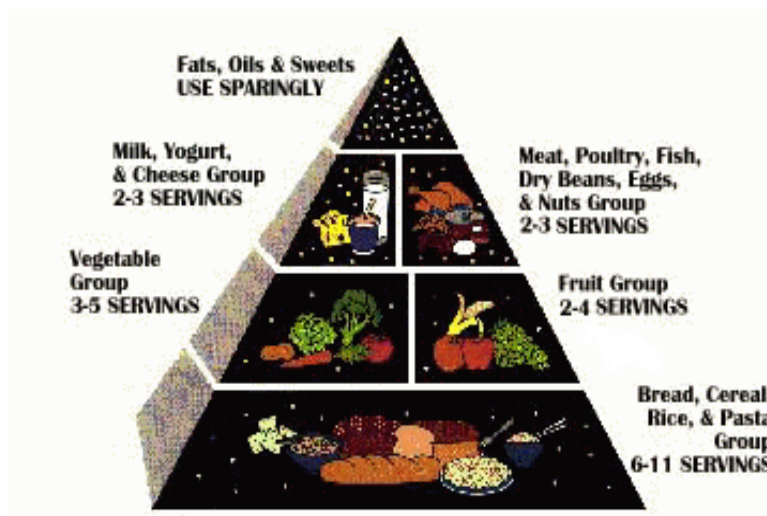 Fats, Oils & Sweets
USE SPARINGLY
Milk, Yogurt,
& Cheese Group
2-3 SERVINGS
Meat, Poultry, Fish,
Dry Beans, Eggs,
& Nuts Group
2-3 SERVINGS
Vegetable
Group
3-5 SERVINGS
Fruit Group
2-4 SERVINGS
Bread, Cereal
Rice, & Pasta
Group
6-11 SERVINGS